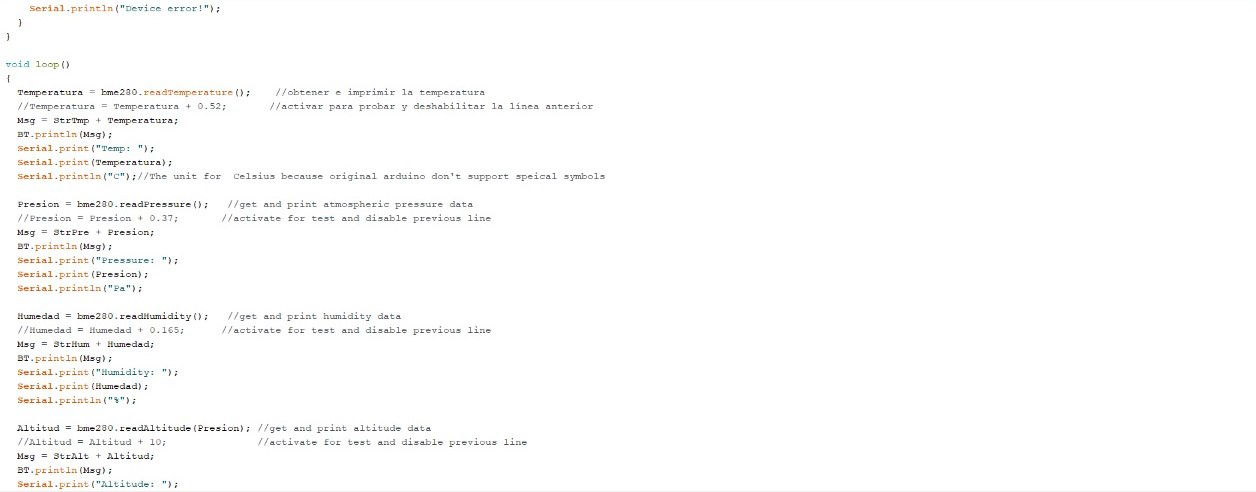 Serial.println("Device error!");
}
}
void loop()
{
Temperatura = bme280.readTemperature(); //obtener e imprimir la temperatura
//Temperatura = Temperatura + 0.52; //activar para probar y deshabilitar la linea anterior
Msg = StrTmp + Temperatura;
BT.println(Msg);
Serial.print("Temp: ");
Serial.print(Temperatura);
Serial.println("C");//The unit for  Celsius because original arduino don't support speical symbols
Presion = bme280.readPressure(); //get and print atmospheric pressure data
//Presion = Presion + 0.37; //activate for test and disable previous line
Msg = StrPre + Presion;
BT.println(Msg);
Serial.print("Pressure: ");
Serial.print(Presion);
Serial.println("Pa");
Humedad = bme280.readHumidity(); //get and print humidity data
//Humedad = Humedad + 0.165; //activate for test and disable previous line
Msg = StrHum + Humedad;
BT.println(Msg);
Serial.print("Humidity: ");
Serial.print(Humedad);
Serial.println("%");
Altitud = bme280.readAltitude(Presion); //get and print altitude data
//Altitud = Altitud + 10; //activate for test and disable previous line
Msg = StrAlt + Altitud;
BT.println(Msg);
Serial.print("Altitude: ");